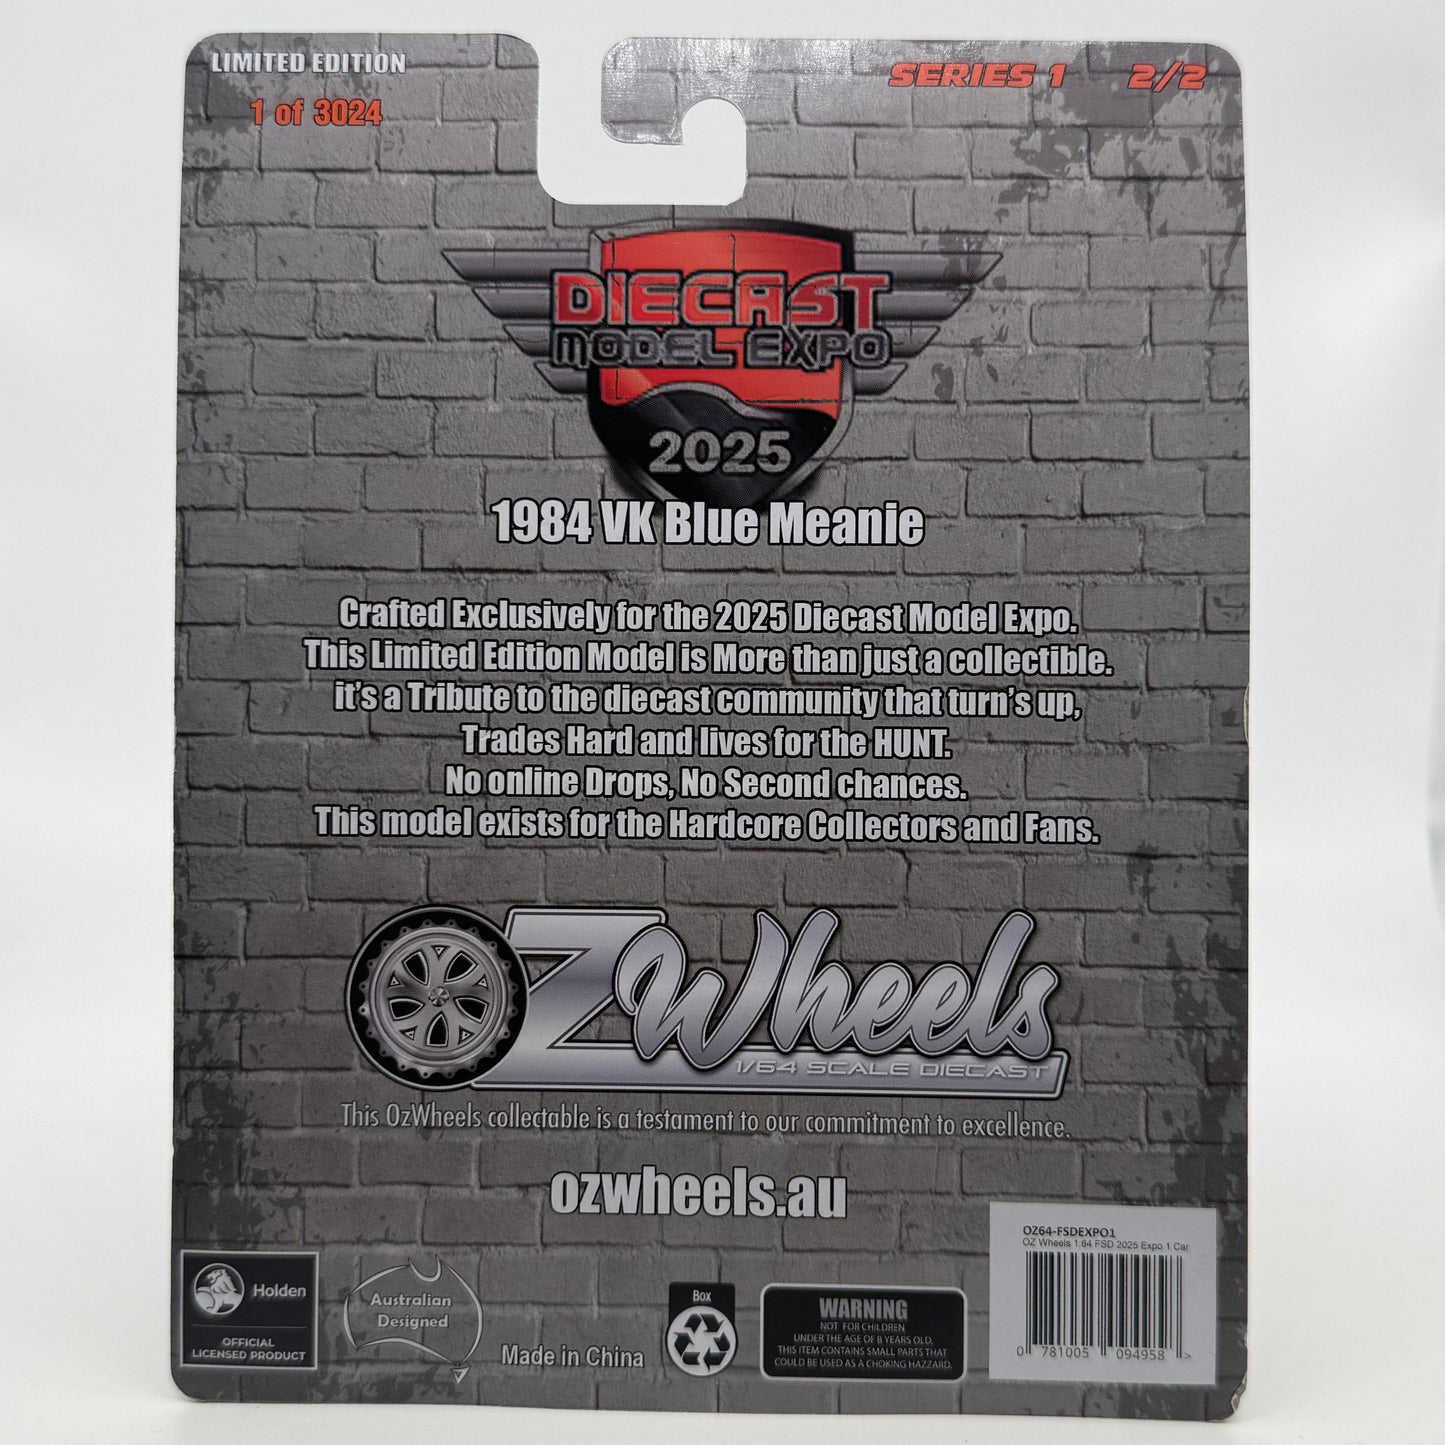 LIMITED EDITION
1 of 3024
SERIES 1 2/2
DIECAST
MODEL EXPO
2025
1984 VK Blue Meanie
Crafted Exclusively for the 2025 Diecast Model Expo.
This Limited Edition Model is More than just a collectible.
it's a Tribute to the diecast community that turn's up,
Trades Hard and lives for the HUNT.
No online Drops, No Second chances.
This model exists for the Hardcore Collectors and Fans.
OZ Wheels
1/64 SCALE DIECAST
This OzWheels collectable is a testament to our commitment to excellence.
ozwheels.au
Holden
OFFICIAL
LICENSED PRODUCT
Australian
Designed
Made in China
Box
WARNING
NOT FOR CHILDREN
UNDER THE AGE OF 8 YEARS OLD.
THIS ITEM CONTAINS SMALL PARTS THAT
COULD BE USED AS A CHOKING HAZZARD.
OZ64-FSDEXPO1
OZ Wheels 1:64 FSD 2025 Expo 1 Car
0 781005 094958 >